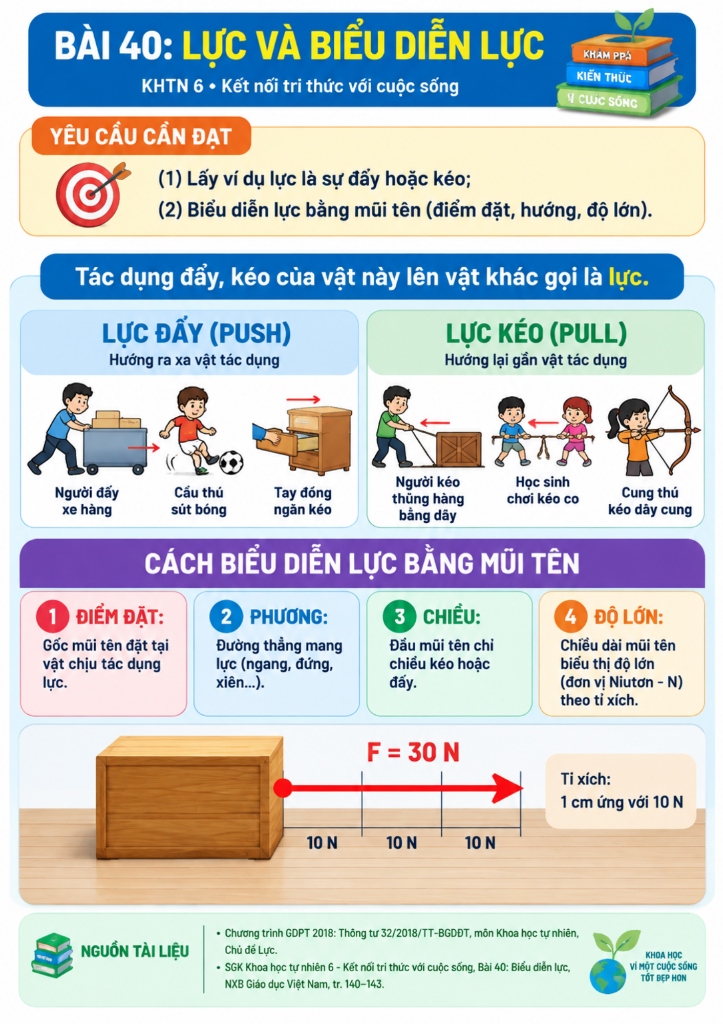 BÀI 40: LỰC VÀ BIỂU DIỄN LỰC
KHTN 6 • Kết nối tri thức với cuộc sống
KHÁM PPÁ
KIẾN THỨC
Vì CUỘC SỐNG
YÊU CẦU CẦN ĐẠT
(1) Lấy ví dụ lực là sự đẩy hoặc kéo;
(2) Biểu diễn lực bằng mũi tên (điểm đặt, hướng, độ lớn).
Tác dụng đẩy, kéo của vật này lên vật khác gọi là lực.
LỰC ĐẨY (PUSH)
Hướng ra xa vật tác dụng
Người đẩy
xe hàng
Cầu thủ
sút bóng
Tay đóng
ngăn kéo
LỰC KÉO (PULL)
Hướng lại gần vật tác dụng
Người kéo
thùng hàng
bằng dây
Học sinh
chơi kéo co
Cung thủ
kéo dây cung
CÁCH BIỂU DIỄN LỰC BẰNG MŨI TÊN
1 ĐIỂM ĐẶT:
Gốc mũi tên đặt tại
vật chịu tác dụng
lực.
2 PHƯƠNG:
Đường thẳng mang
lực (ngang, đứng,
xiên...).
3 CHIỀU:
Đầu mũi tên chỉ
chiều kéo hoặc
đẩy.
4 ĐỘ LỚN:
Chiều dài mũi tên
biểu thị độ lớn
(đơn vị Niutơn - N)
theo tỉ xích.
F = 30 N
10 N
10 N
10 N
Tỉ xích:
1 cm ứng với 10 N
NGUỒN TÀI LIỆU
• Chương trình GDPT 2018: Thông tư 32/2018/TT-BGDĐT, môn Khoa học tự nhiên,
Chủ đề Lực.
• SGK Khoa học tự nhiên 6 - Kết nối tri thức với cuộc sống, Bài 40: Biểu diễn lực,
NXB Giáo dục Việt Nam, tr. 140–143.
KHOA HỌC
VÌ MỘT CUỘC SỐNG
TỐT ĐẸP HƠN